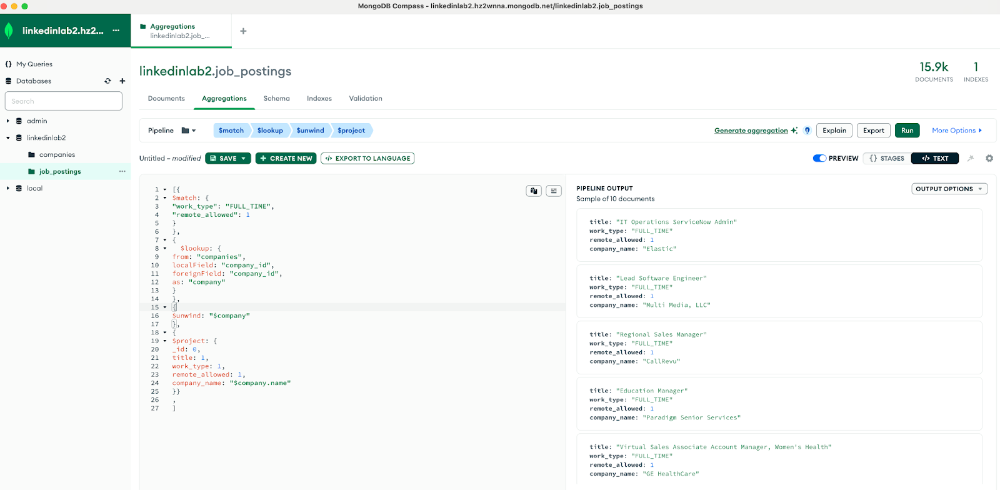 MongoDB Compass - linkedinlab2.hz2wnna.mongodb.net/linkedinlab2.job_postings
linkedinlab2.hz2... ...
Aggregations
linkedinlab2.job_...
+
My Queries
Databases
Search
admin
linkedinlab2
companies
job_postings ...
local
linkedinlab2.job_postings
15.9k
DOCUMENTS
1
INDEXES
Documents Aggregations Schema Indexes Validation
Pipeline $match $lookup $unwind $project
Generate aggregation Explain Export Run More Options
Untitled – modified SAVE + CREATE NEW </> EXPORT TO LANGUAGE
PREVIEW {} STAGES </> TEXT
1 [{
2 $match: {
3 "work_type": "FULL_TIME",
4 "remote_allowed": 1
5 }
6 },
7 {
8 $lookup: {
9 from: "companies",
10 localField: "company_id",
11 foreignField: "company_id",
12 as: "company"
13 }
14 },
15 {
16 $unwind: "$company"
17 },
18 {
19 $project: {
20 _id: 0,
21 title: 1,
22 work_type: 1,
23 remote_allowed: 1,
24 company_name: "$company.name"
25 }}
26 ,
27 ]
PIPELINE OUTPUT
Sample of 10 documents
OUTPUT OPTIONS
title: "IT Operations ServiceNow Admin"
work_type: "FULL_TIME"
remote_allowed: 1
company_name: "Elastic"
title: "Lead Software Engineer"
work_type: "FULL_TIME"
remote_allowed: 1
company_name: "Multi Media, LLC"
title: "Regional Sales Manager"
work_type: "FULL_TIME"
remote_allowed: 1
company_name: "CallRevu"
title: "Education Manager"
work_type: "FULL_TIME"
remote_allowed: 1
company_name: "Paradigm Senior Services"
title: "Virtual Sales Associate Account Manager, Women's Health"
work_type: "FULL_TIME"
remote_allowed: 1
company_name: "GE HealthCare"